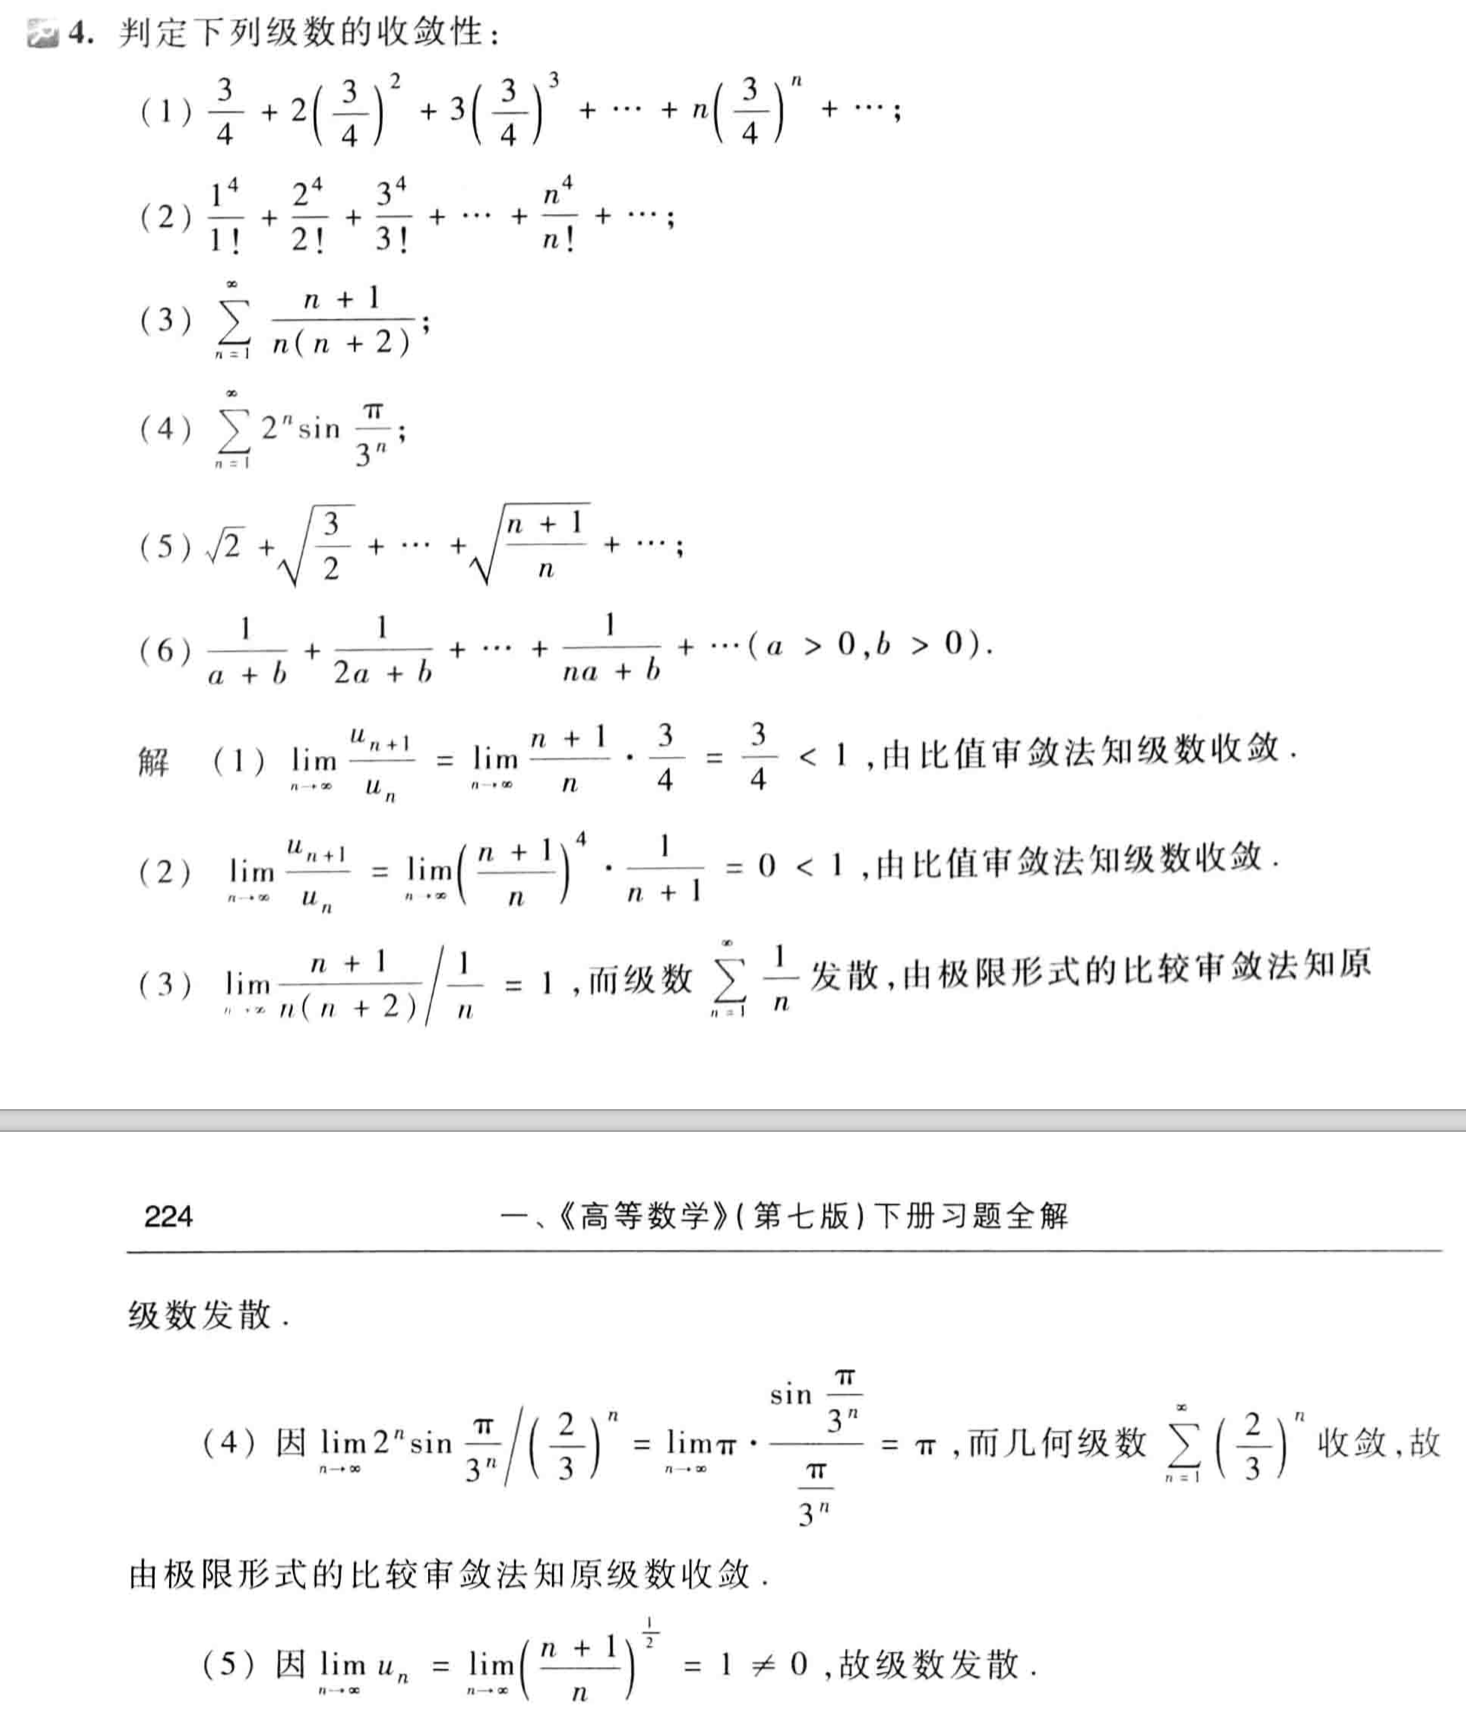 4. 判定下列级数的收敛性：
(1) $\frac{3}{4} + 2\left(\frac{3}{4}\right)^2 + 3\left(\frac{3}{4}\right)^3 + \cdots + n\left(\frac{3}{4}\right)^n + \cdots$；
(2) $\frac{1^4}{1!} + \frac{2^4}{2!} + \frac{3^4}{3!} + \cdots + \frac{n^4}{n!} + \cdots$；
(3) $\sum_{n=1}^{\infty} \frac{n+1}{n(n+2)}$；
(4) $\sum_{n=1}^{\infty} 2^n \sin \frac{\pi}{3^n}$；
(5) $\sqrt{2} + \sqrt{\frac{3}{2}} + \cdots + \sqrt{\frac{n+1}{n}} + \cdots$；
(6) $\frac{1}{a+b} + \frac{1}{2a+b} + \cdots + \frac{1}{na+b} + \cdots (a > 0, b > 0)$.
解 (1) $\lim_{n\to\infty} \frac{u_{n+1}}{u_n} = \lim_{n\to\infty} \frac{n+1}{n} \cdot \frac{3}{4} = \frac{3}{4} < 1$，由比值审敛法知级数收敛.
(2) $\lim_{n\to\infty} \frac{u_{n+1}}{u_n} = \lim_{n\to\infty} \left(\frac{n+1}{n}\right)^4 \cdot \frac{1}{n+1} = 0 < 1$，由比值审敛法知级数收敛.
(3) $\lim_{n\to\infty} \frac{n+1}{n(n+2)} \Big/ \frac{1}{n} = 1$，而级数 $\sum_{n=1}^{\infty} \frac{1}{n}$ 发散，由极限形式的比较审敛法知原
224 一、《高等数学》(第七版)下册习题全解
级数发散.
(4) 因 $\lim_{n\to\infty} 2^n \sin \frac{\pi}{3^n} \Big/ \left(\frac{2}{3}\right)^n = \lim_{n\to\infty} \pi \cdot \frac{\sin \frac{\pi}{3^n}}{\frac{\pi}{3^n}} = \pi$，而几何级数 $\sum_{n=1}^{\infty} \left(\frac{2}{3}\right)^n$ 收敛，故
由极限形式的比较审敛法知原级数收敛.
(5) 因 $\lim_{n\to\infty} u_n = \lim_{n\to\infty} \left(\frac{n+1}{n}\right)^{\frac{1}{2}} = 1 \neq 0$，故级数发散.